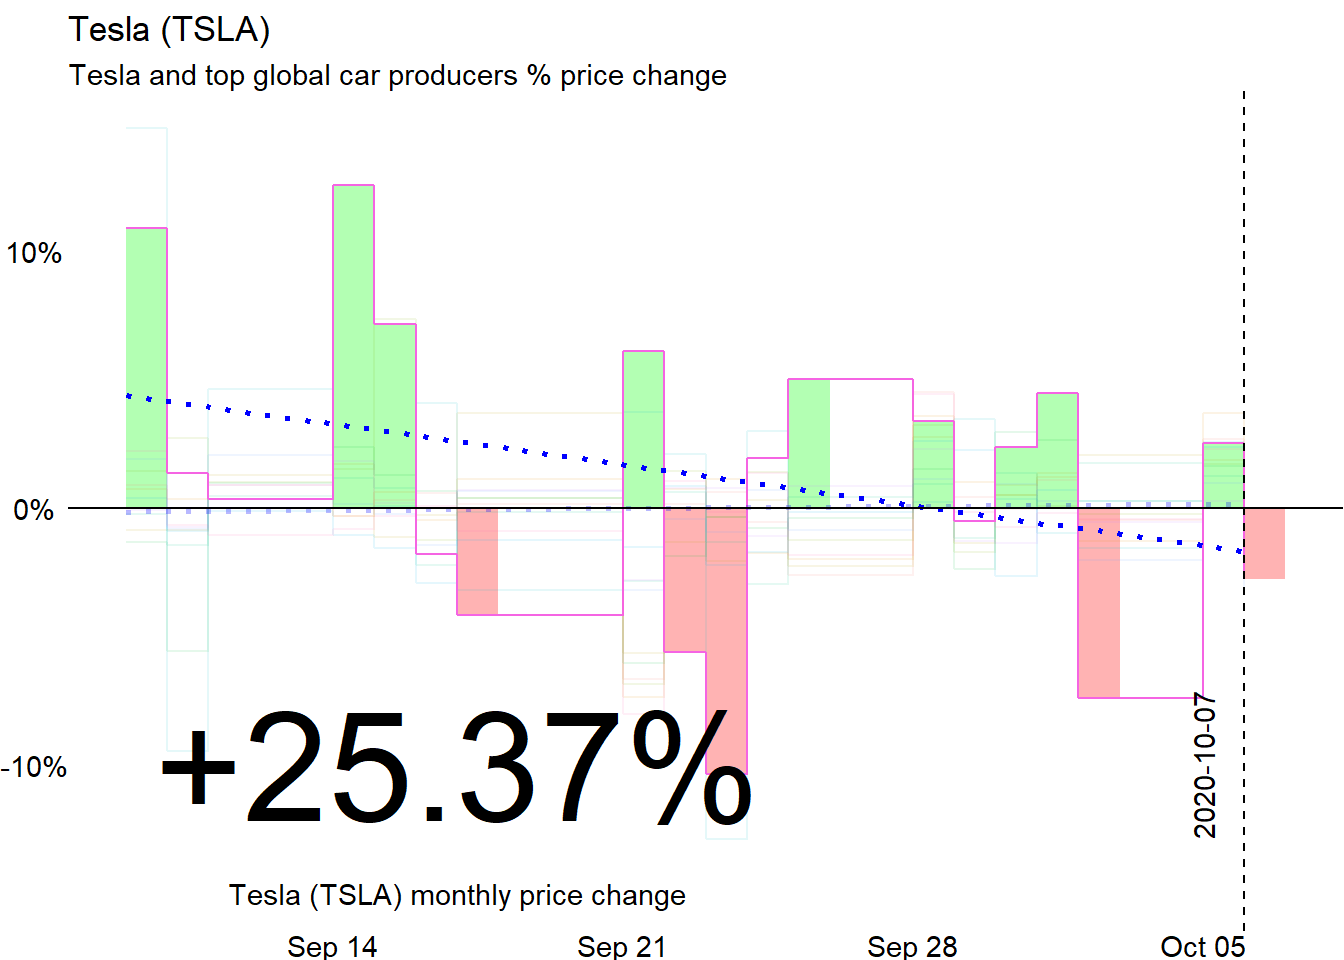 Tesla (TSLA)
Tesla and top global car producers % price change
10%
0%
-10%
+25.37%
2020-10-07
Tesla (TSLA) monthly price change
Sep 14
Sep 21
Sep 28
Oct 05